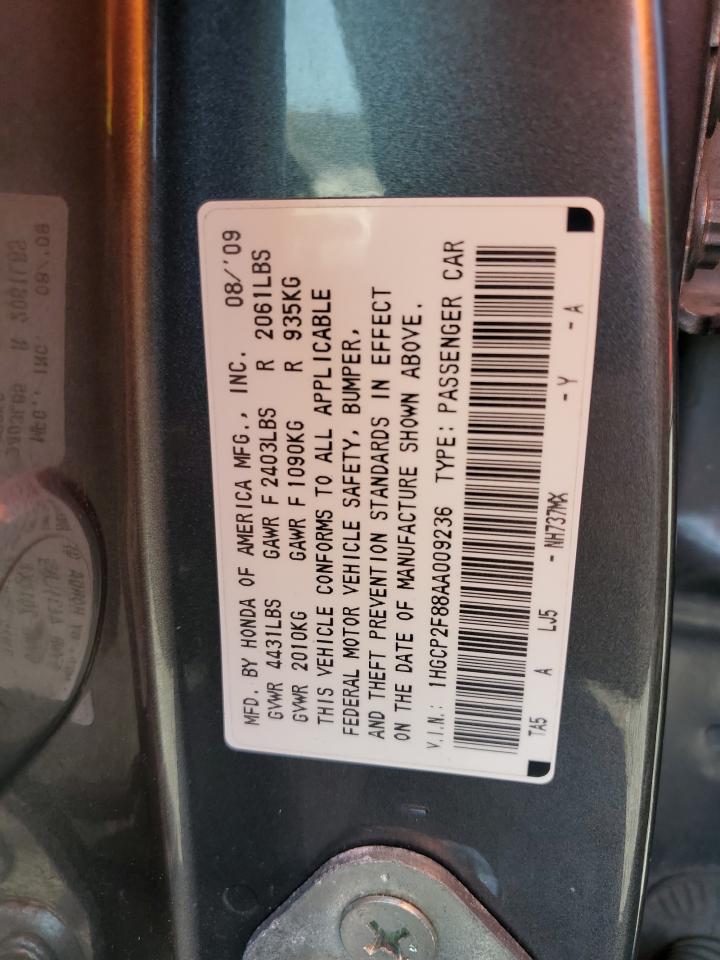 MFD. BY HONDA OF AMERICA MFG., INC. 08/'09
GVWR 4431LBS GAWR F 2403LBS R 2061LBS
GVWR 2010KG GAWR F 1090KG R 935KG
THIS VEHICLE CONFORMS TO ALL APPLICABLE
FEDERAL MOTOR VEHICLE SAFETY, BUMPER,
AND THEFT PREVENTION STANDARDS IN EFFECT
ON THE DATE OF MANUFACTURE SHOWN ABOVE.
V.I.N.: 1HGCP2F88AA009236 TYPE: PASSENGER CAR
TA5 A LJ5 - NH737MX - Y - A